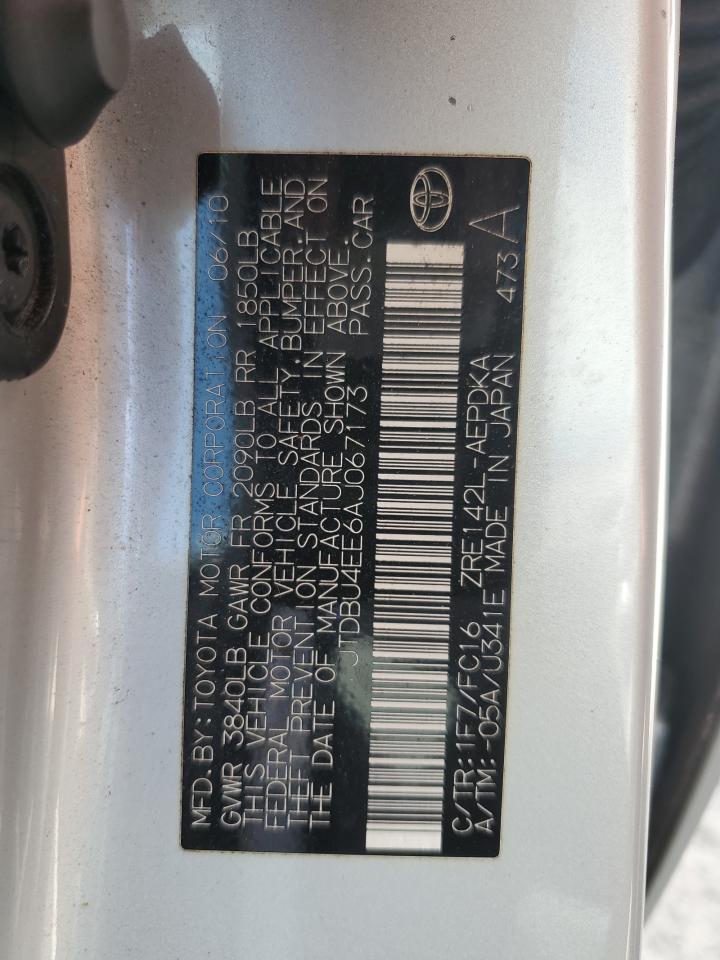 MFD. BY: TOYOTA MOTOR CORPORATION 06/10
GVWR 3840LB GAWR FR 2090LB RR 1850LB
THIS VEHICLE CONFORMS TO ALL APPLICABLE
FEDERAL MOTOR VEHICLE SAFETY, BUMPER, AND
THEFT PREVENTION STANDARDS IN EFFECT ON
THE DATE OF MANUFACTURE SHOWN ABOVE.
JTDBU4EE6AJ067173 PASS.CAR
C/TR: 1F7/FC16 ZRE142L-AEPDKA 473 A
A/TM: -05A/U341E MADE IN JAPAN